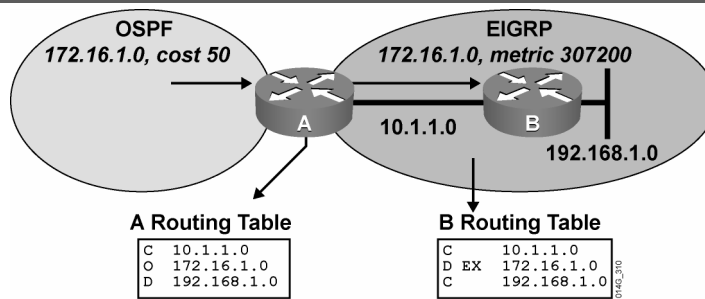 OSPF
172.16.1.0, cost 50
EIGRP
172.16.1.0, metric 307200
A
10.1.1.0
B
192.168.1.0
A Routing Table
C 10.1.1.0
O 172.16.1.0
D 192.168.1.0
B Routing Table
C 10.1.1.0
D EX 172.16.1.0
C 192.168.1.0
014G_310